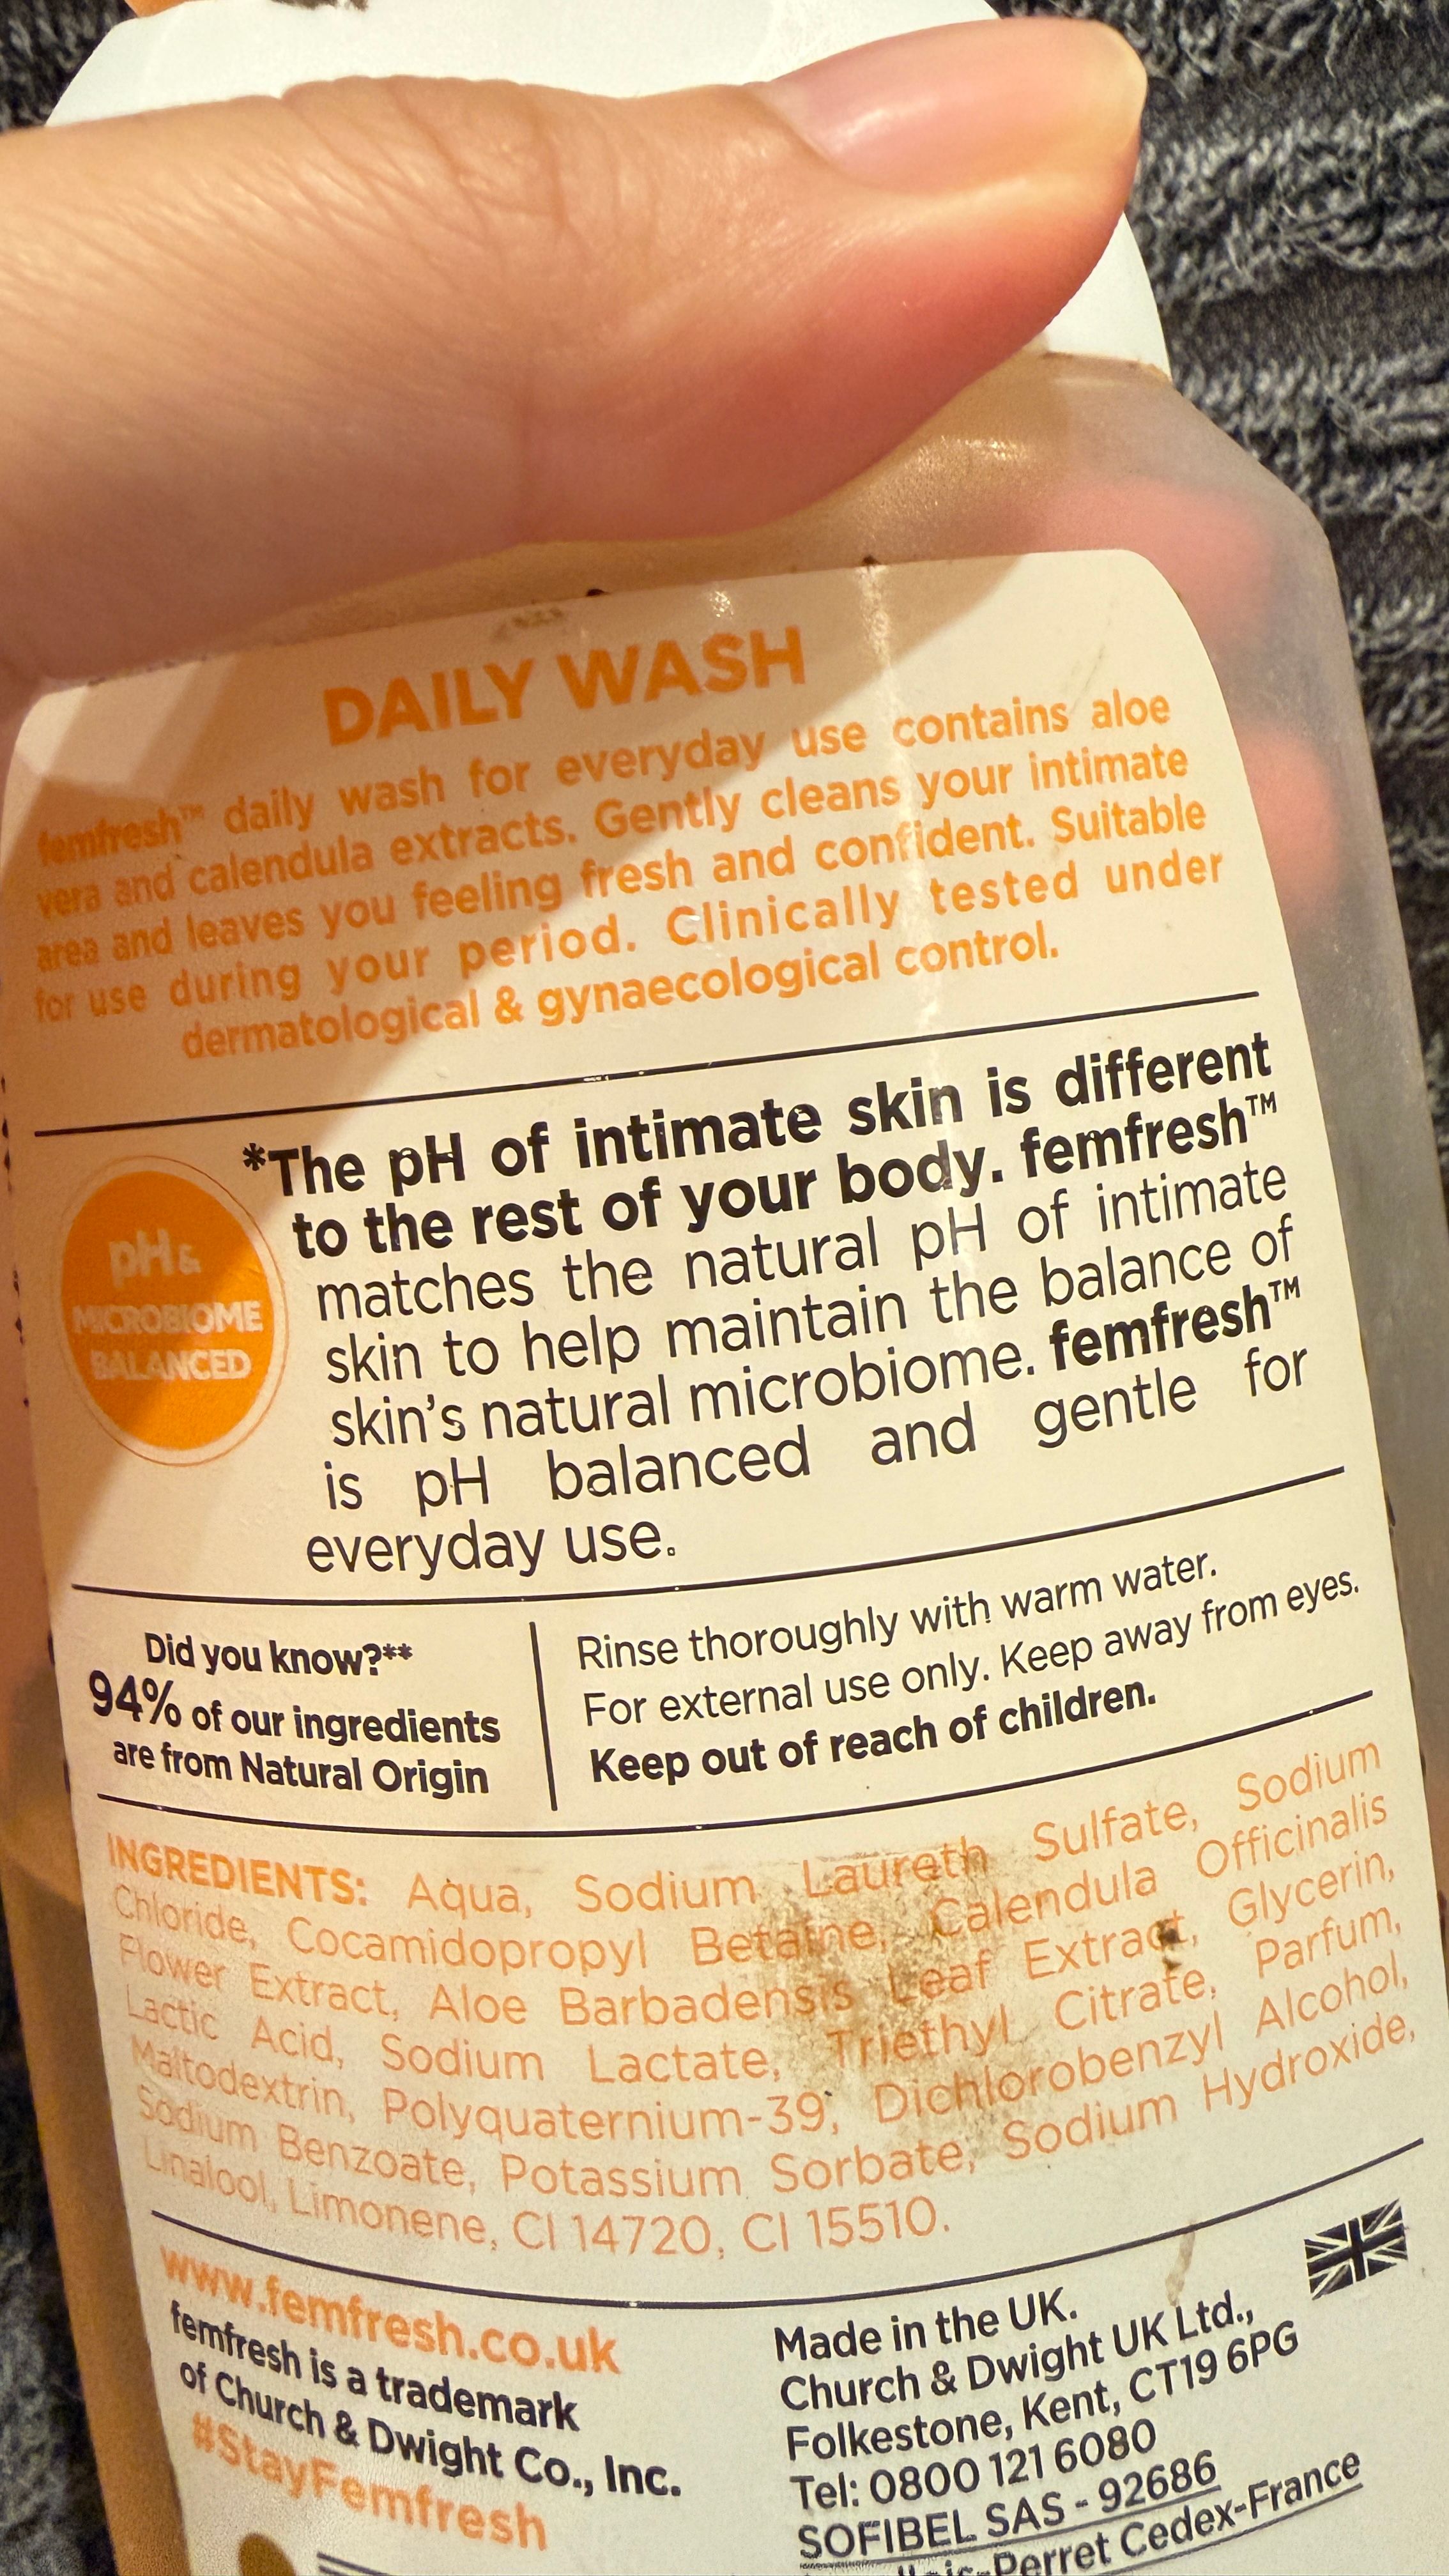 DAILY WASH
femfresh™ daily wash for everyday use contains aloe
vera and calendula extracts. Gently cleans your intimate
area and leaves you feeling fresh and confident. Suitable
for use during your period. Clinically tested under
dermatological & gynaecological control.
*The pH of intimate skin is different
to the rest of your body. femfresh™
matches the natural pH of intimate
skin to help maintain the balance of
skin's natural microbiome. femfresh™
is pH balanced and gentle for
everyday use.
pH &
MICROBIOME
BALANCED
Did you know?**
94% of our ingredients
are from Natural Origin
Rinse thoroughly with warm water.
For external use only. Keep away from eyes.
Keep out of reach of children.
INGREDIENTS: Aqua, Sodium Laureth Sulfate, Sodium
Chloride, Cocamidopropyl Betaine, Calendula Officinalis
Flower Extract, Aloe Barbadensis Leaf Extract, Glycerin,
Lactic Acid, Sodium Lactate, Triethyl Citrate, Parfum,
Maltodextrin, Polyquaternium-39, Dichlorobenzyl Alcohol,
Sodium Benzoate, Potassium Sorbate, Sodium Hydroxide,
Linalool, Limonene, CI 14720, CI 15510.
www.femfresh.co.uk
femfresh is a trademark
of Church & Dwight Co., Inc.
#StayFemfresh
Made in the UK.
Church & Dwight UK Ltd.,
Folkestone, Kent, CT19 6PG
Tel: 0800 121 6080
SOFIBEL SAS - 92686
Perret Cedex-France